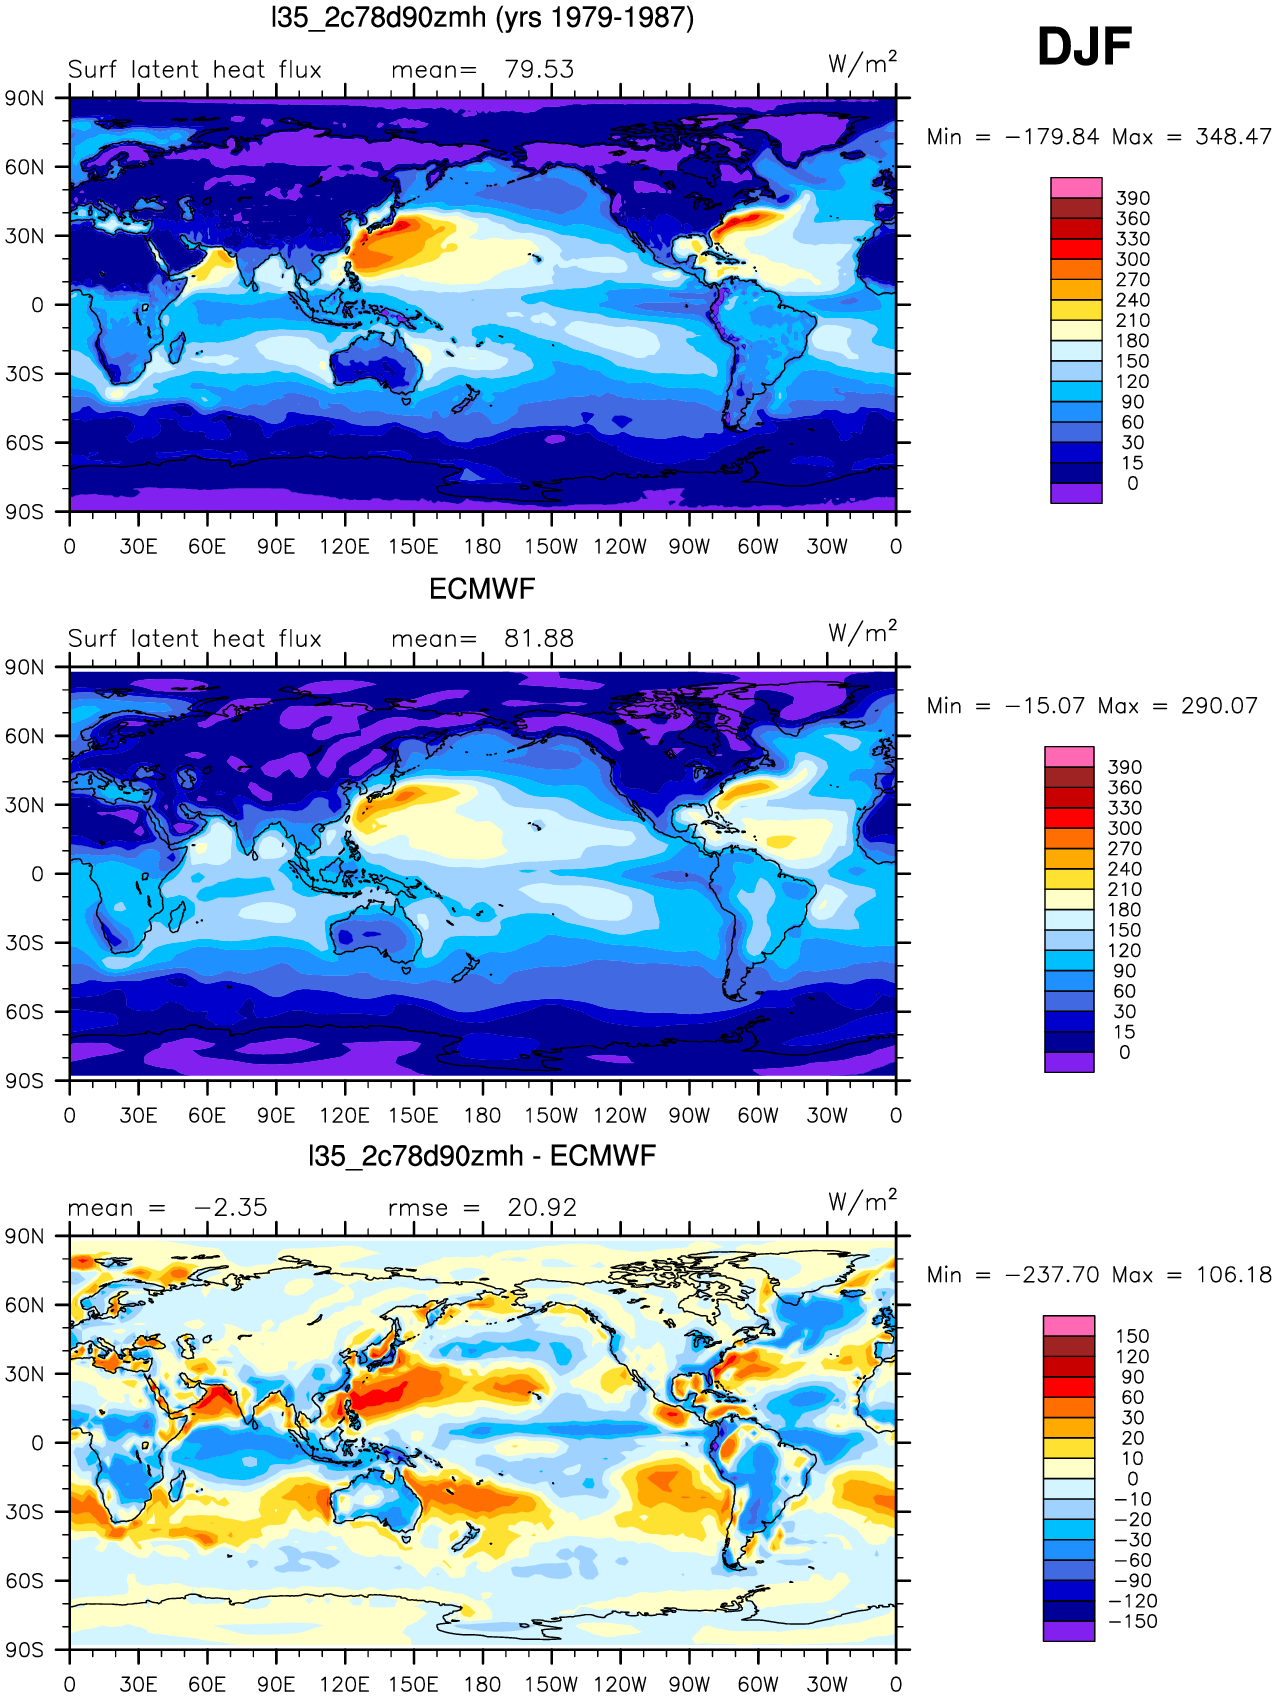 l35_2c78d90zmh (yrs 1979-1987)
DJF
Surf latent heat flux mean= 79.53 W/m²
Min = −179.84 Max = 348.47
90N
60N
30N
0
30S
60S
90S
0 30E 60E 90E 120E 150E 180 150W 120W 90W 60W 30W 0
390
360
330
300
270
240
210
180
150
120
90
60
30
15
0
ECMWF
Surf latent heat flux mean= 81.88 W/m²
Min = −15.07 Max = 290.07
90N
60N
30N
0
30S
60S
90S
0 30E 60E 90E 120E 150E 180 150W 120W 90W 60W 30W 0
390
360
330
300
270
240
210
180
150
120
90
60
30
15
0
l35_2c78d90zmh - ECMWF
mean = −2.35 rmse = 20.92 W/m²
Min = −237.70 Max = 106.18
90N
60N
30N
0
30S
60S
90S
0 30E 60E 90E 120E 150E 180 150W 120W 90W 60W 30W 0
150
120
90
60
30
20
10
0
−10
−20
−30
−60
−90
−120
−150